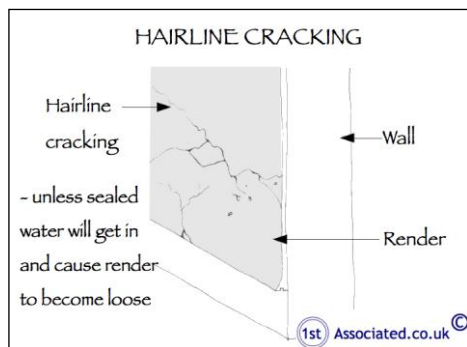 HAIRLINE CRACKING
Hairline
cracking
- unless sealed
water will get in
and cause render
to become loose
Wall
Render
1st Associated.co.uk ©